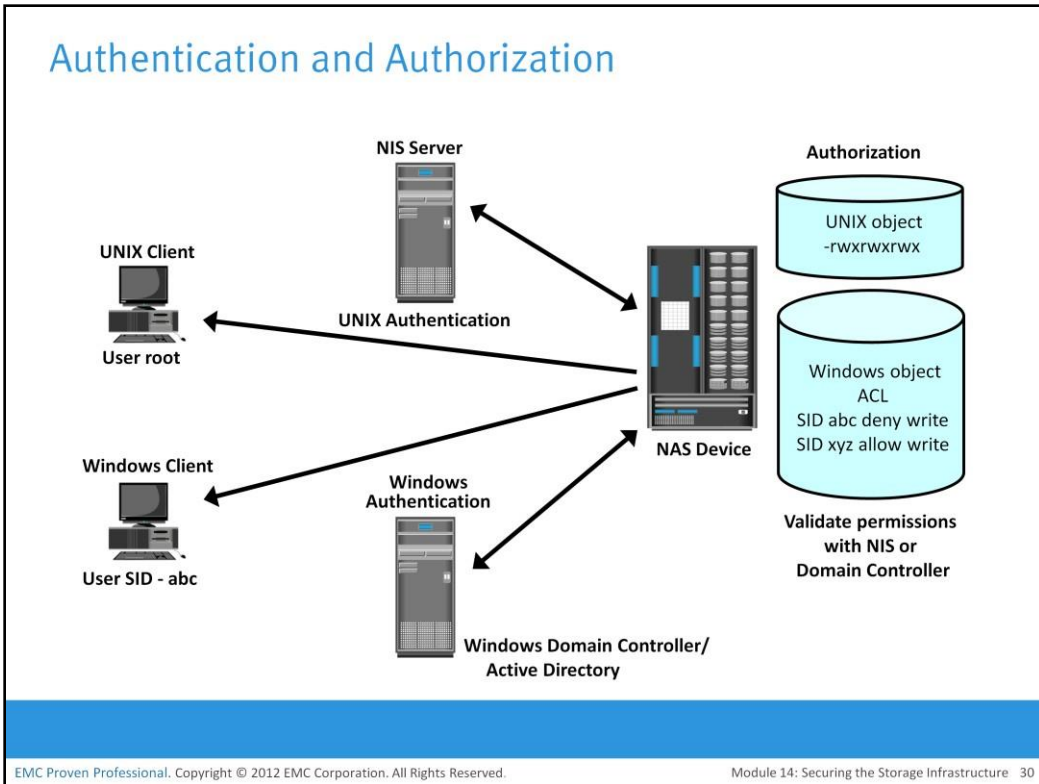 Authentication and Authorization
NIS Server
Authorization
UNIX object
-rwxrwxrwx
UNIX Client
User root
UNIX Authentication
Windows object
ACL
SID abc deny write
SID xyz allow write
NAS Device
Windows Client
User SID - abc
Windows
Authentication
Validate permissions
with NIS or
Domain Controller
Windows Domain Controller/
Active Directory
EMC Proven Professional. Copyright © 2012 EMC Corporation. All Rights Reserved.
Module 14: Securing the Storage Infrastructure 30